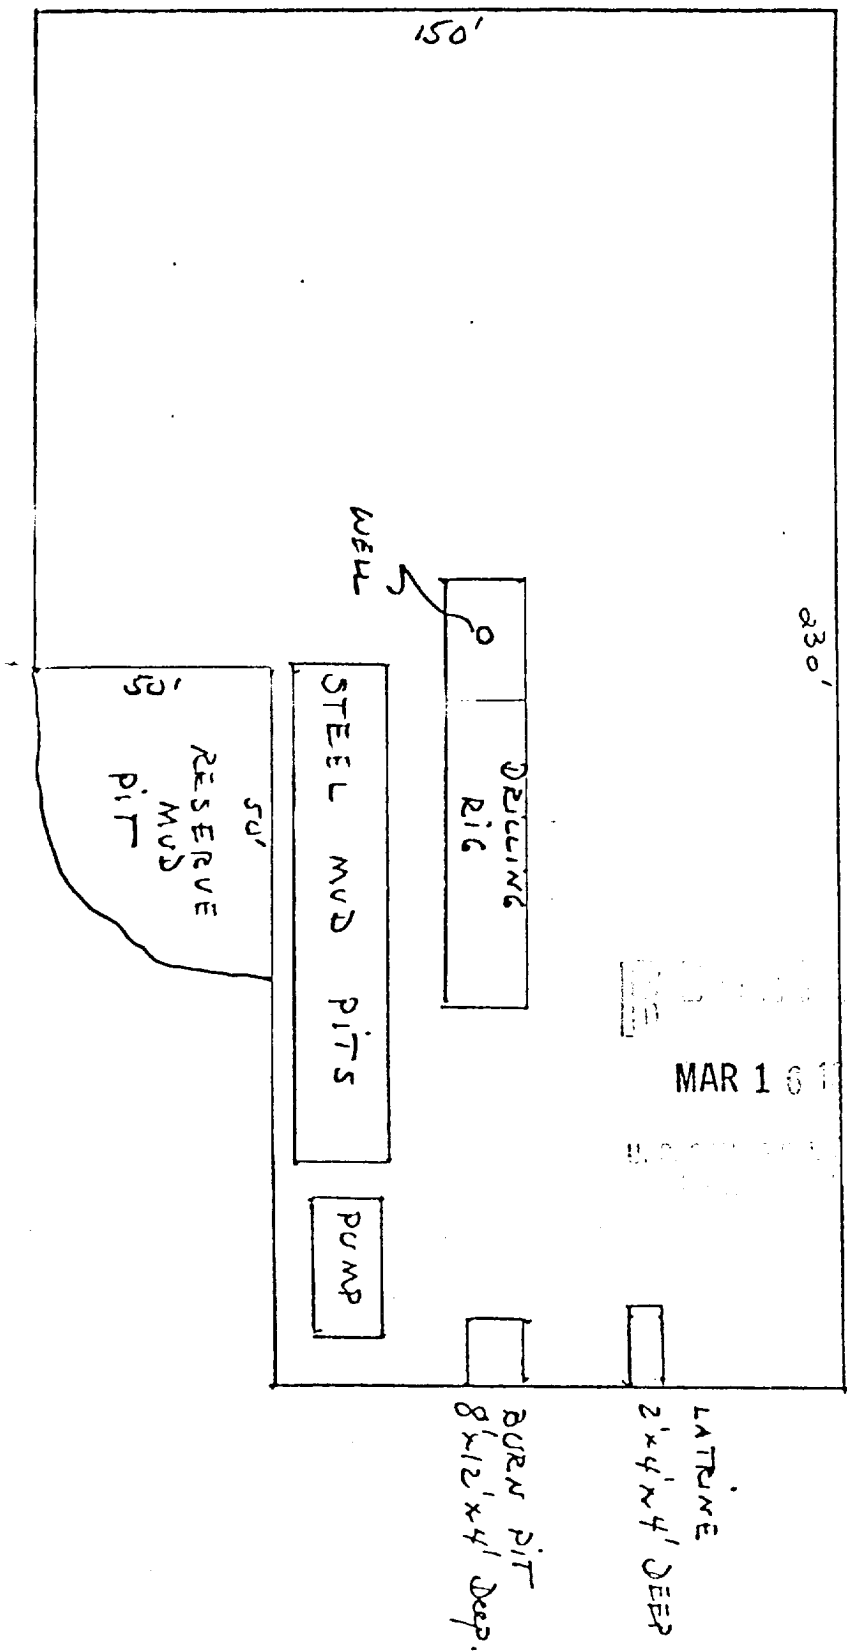 150'
230'
WELL
DRILLING
RIG
STEEL MUD PITS
50'
50'
RESERVE
MUD
PIT
MAR 1 6
PUMP
LATRINE
2'x4'x4' DEEP
BURN PIT
8'x12'x4' Deep.